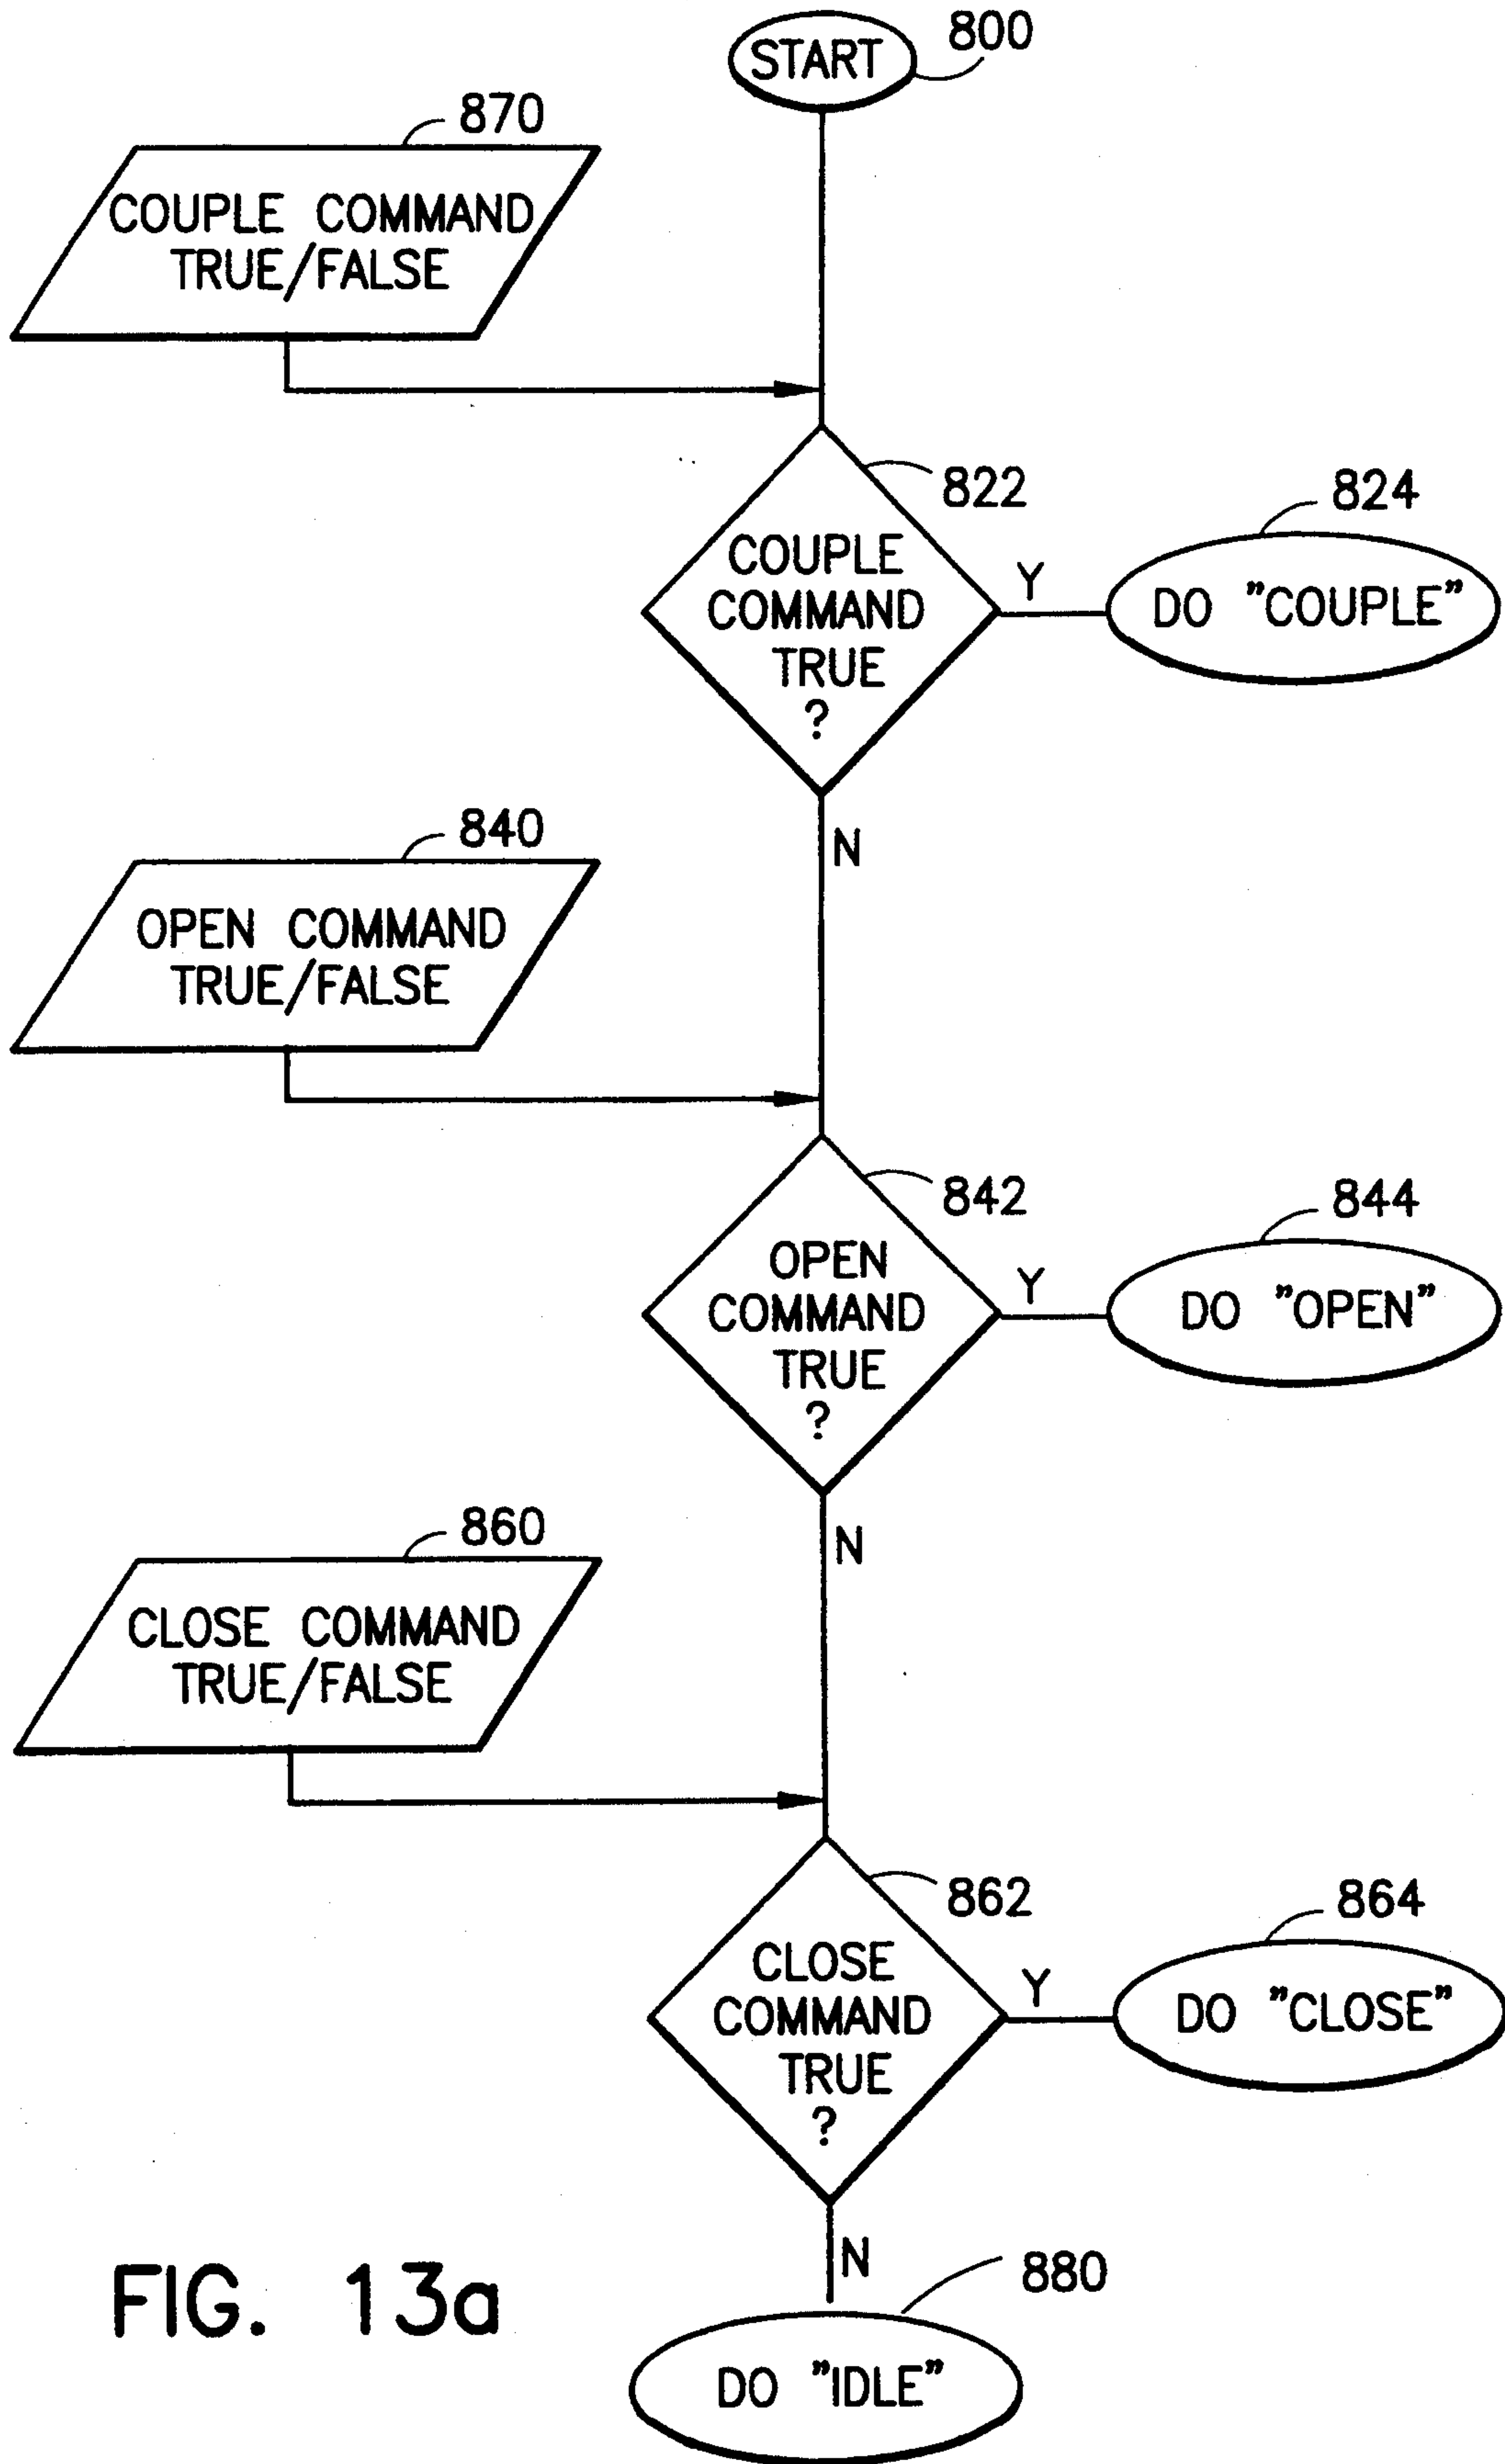 START
800
870
COUPLE COMMAND
TRUE/FALSE
822
COUPLE
COMMAND
TRUE
?
Y
824
DO "COUPLE"
N
840
OPEN COMMAND
TRUE/FALSE
842
OPEN
COMMAND
TRUE
?
Y
844
DO "OPEN"
N
860
CLOSE COMMAND
TRUE/FALSE
862
CLOSE
COMMAND
TRUE
?
Y
864
DO "CLOSE"
N
880
DO "IDLE"
FIG. 13a